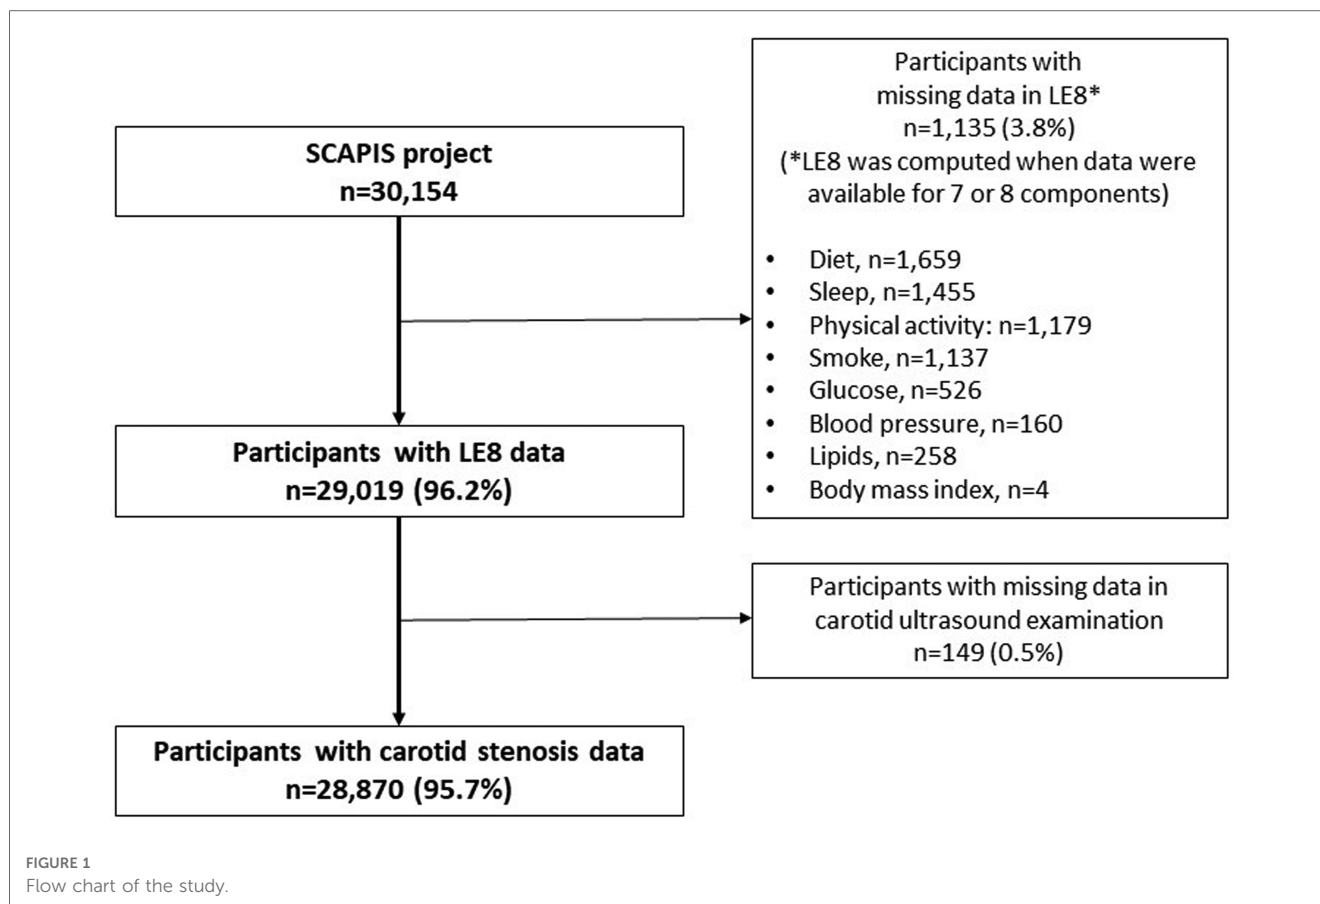 SCAPIS project
n=30,154
Participants with
missing data in LE8*
n=1,135 (3.8%)
(*LE8 was computed when data were
available for 7 or 8 components)
• Diet, n=1,659
• Sleep, n=1,455
• Physical activity: n=1,179
• Smoke, n=1,137
• Glucose, n=526
• Blood pressure, n=160
• Lipids, n=258
• Body mass index, n=4
Participants with LE8 data
n=29,019 (96.2%)
Participants with missing data in
carotid ultrasound examination
n=149 (0.5%)
Participants with carotid stenosis data
n=28,870 (95.7%)
FIGURE 1
Flow chart of the study.